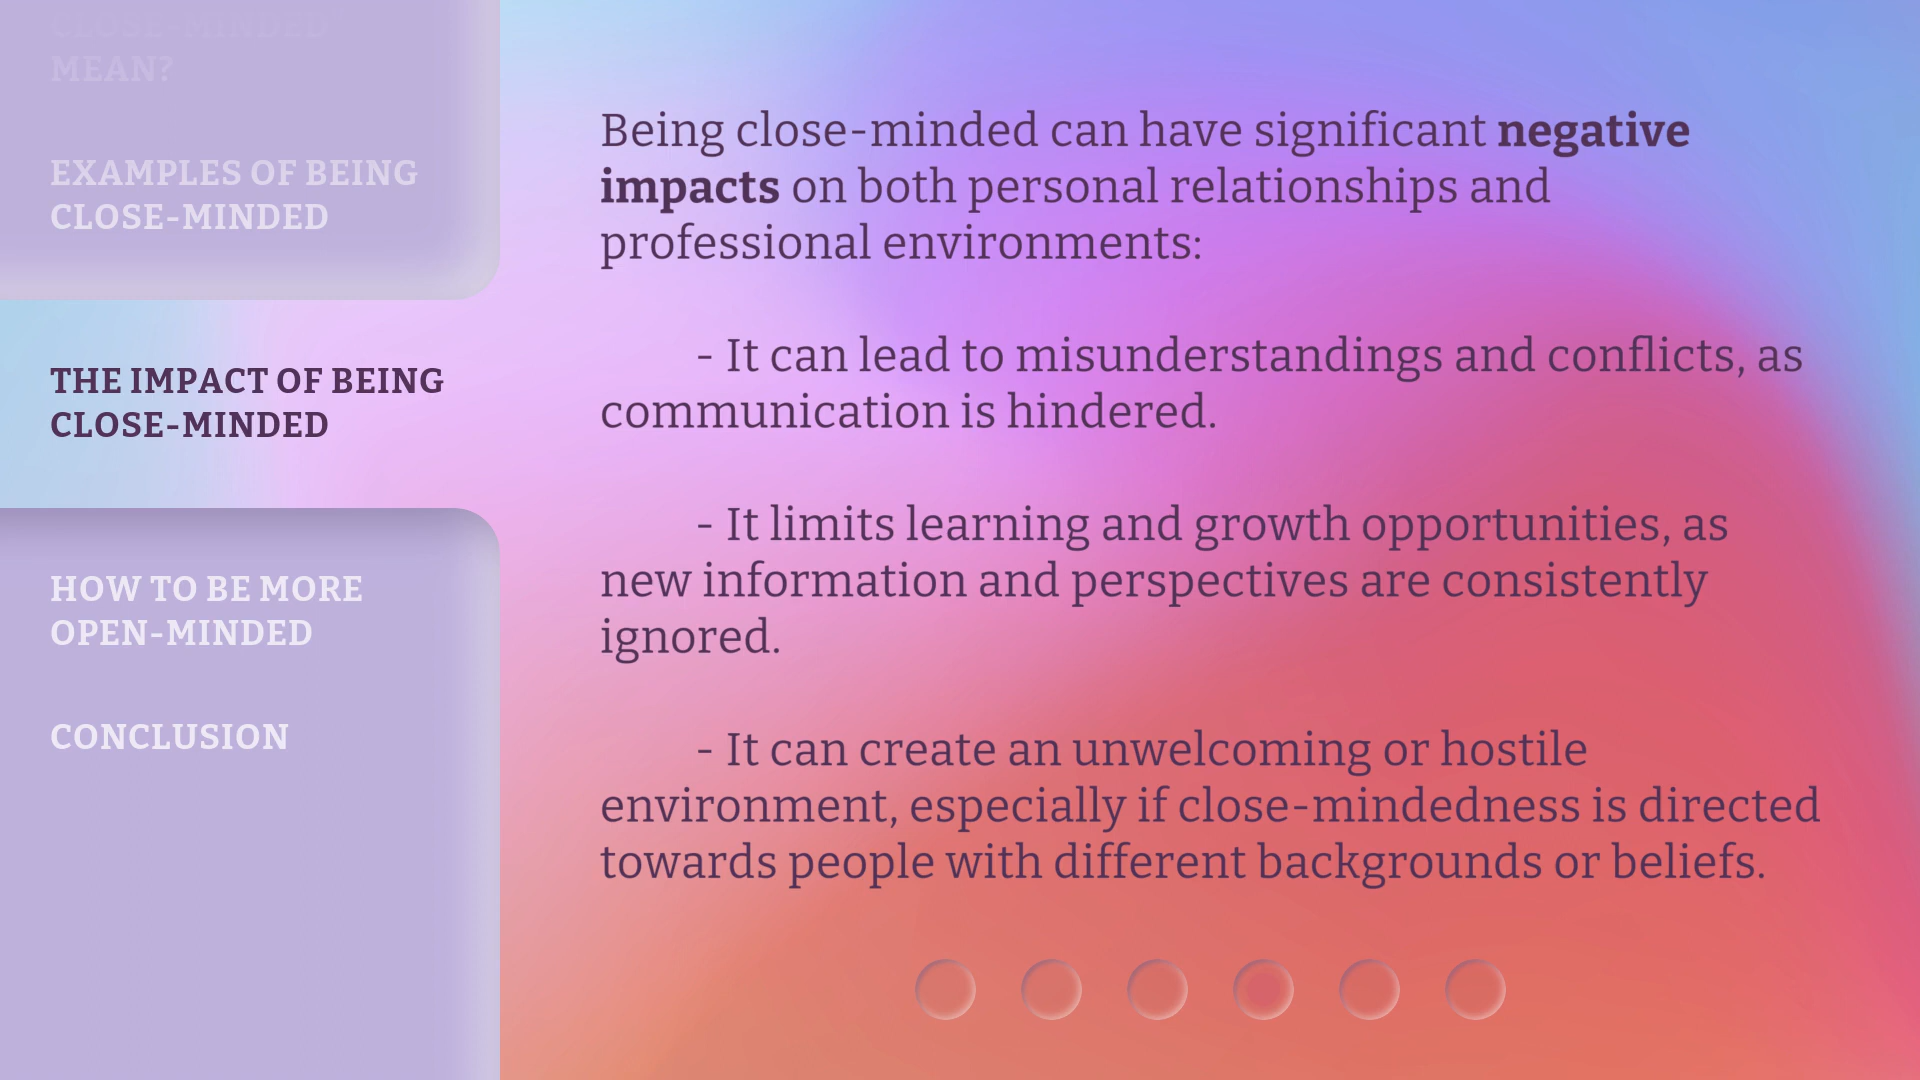 CLOSE-MINDED'
MEAN?
EXAMPLES OF BEING
CLOSE-MINDED
THE IMPACT OF BEING
CLOSE-MINDED
HOW TO BE MORE
OPEN-MINDED
CONCLUSION
Being close-minded can have significant negative
impacts on both personal relationships and
professional environments:
- It can lead to misunderstandings and conflicts, as
communication is hindered.
- It limits learning and growth opportunities, as
new information and perspectives are consistently
ignored.
- It can create an unwelcoming or hostile
environment, especially if close-mindedness is directed
towards people with different backgrounds or beliefs.